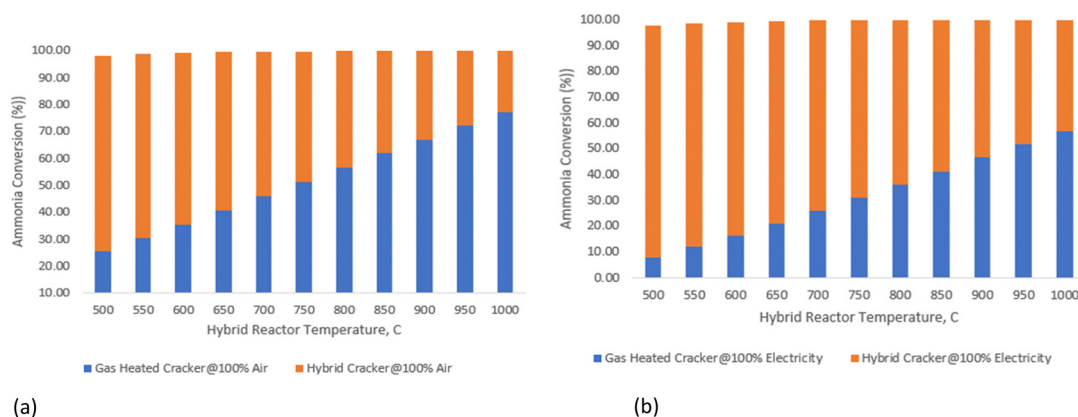 100.00
90.00
80.00
70.00
60.00
50.00
40.00
30.00
20.00
10.00
Ammonia Conversion (%))
500 550 600 650 700 750 800 850 900 950 1000
Hybrid Reactor Temperature, C
Gas Heated Cracker@100% Air Hybrid Cracker@100% Air
(a)
100.00
90.00
80.00
70.00
60.00
50.00
40.00
30.00
20.00
10.00
0.00
Ammonia Conversion (%))
500 550 600 650 700 750 800 850 900 950 1000
Hybrid Reactor Temperature, C
Gas Heated Cracker@100% Electricity Hybrid Cracker@100% Electricity
(b)